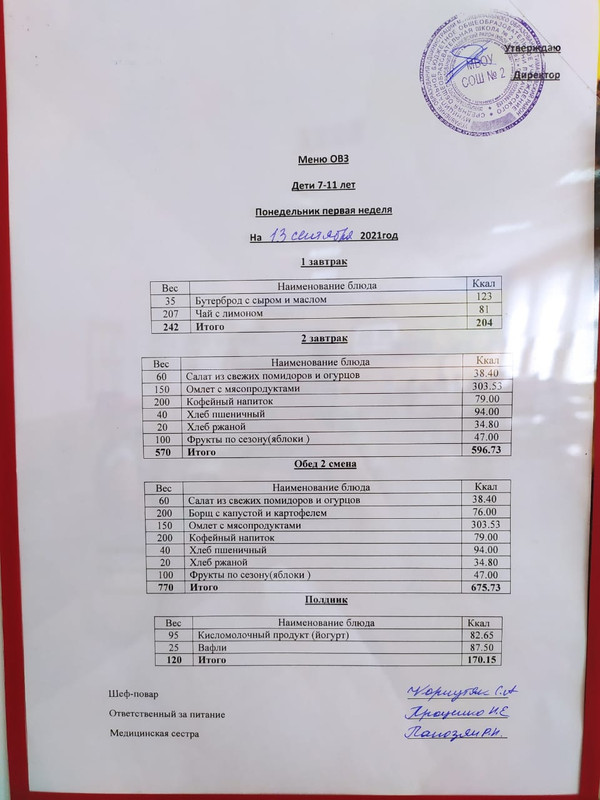 Утверждаю
МБОУ
СОШ № 2
Директор
Меню ОВЗ
Дети 7-11 лет
Понедельник первая неделя
На 13 сентября 2021год
1 завтрак
Вес Наименование блюда Ккал
35 Бутерброд с сыром и маслом 123
207 Чай с лимоном 81
242 Итого 204
2 завтрак
Вес Наименование блюда Ккал
60 Салат из свежих помидоров и огурцов 38.40
150 Омлет с мясопродуктами 303.53
200 Кофейный напиток 79.00
40 Хлеб пшеничный 94.00
20 Хлеб ржаной 34.80
100 Фрукты по сезону(яблоки ) 47.00
570 Итого 596.73
Обед 2 смена
Вес Наименование блюда Ккал
60 Салат из свежих помидоров и огурцов 38.40
200 Борщ с капустой и картофелем 76.00
150 Омлет с мясопродуктами 303.53
200 Кофейный напиток 79.00
40 Хлеб пшеничный 94.00
20 Хлеб ржаной 34.80
100 Фрукты по сезону(яблоки ) 47.00
770 Итого 675.73
Полдник
Вес Наименование блюда Ккал
95 Кисломолочный продукт (йогурт) 82.65
25 Вафли 87.50
120 Итого 170.15
Шеф-повар
Ответственный за питание Проценко Н.Е
Медицинская сестра